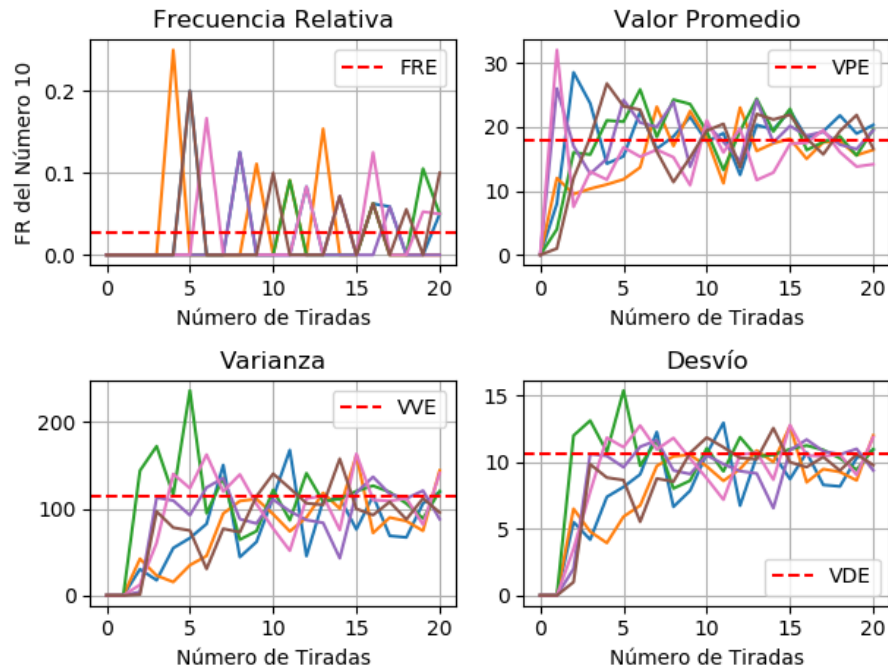 Frecuencia Relativa
FR del Número 10
0.2
0.1
0.0
FRE
0
5
10
15
20
Número de Tiradas
Valor Promedio
30
20
10
0
VPE
0
5
10
15
20
Número de Tiradas
Varianza
200
100
0
VVE
0
5
10
15
20
Número de Tiradas
Desvío
15
10
5
0
VDE
0
5
10
15
20
Número de Tiradas